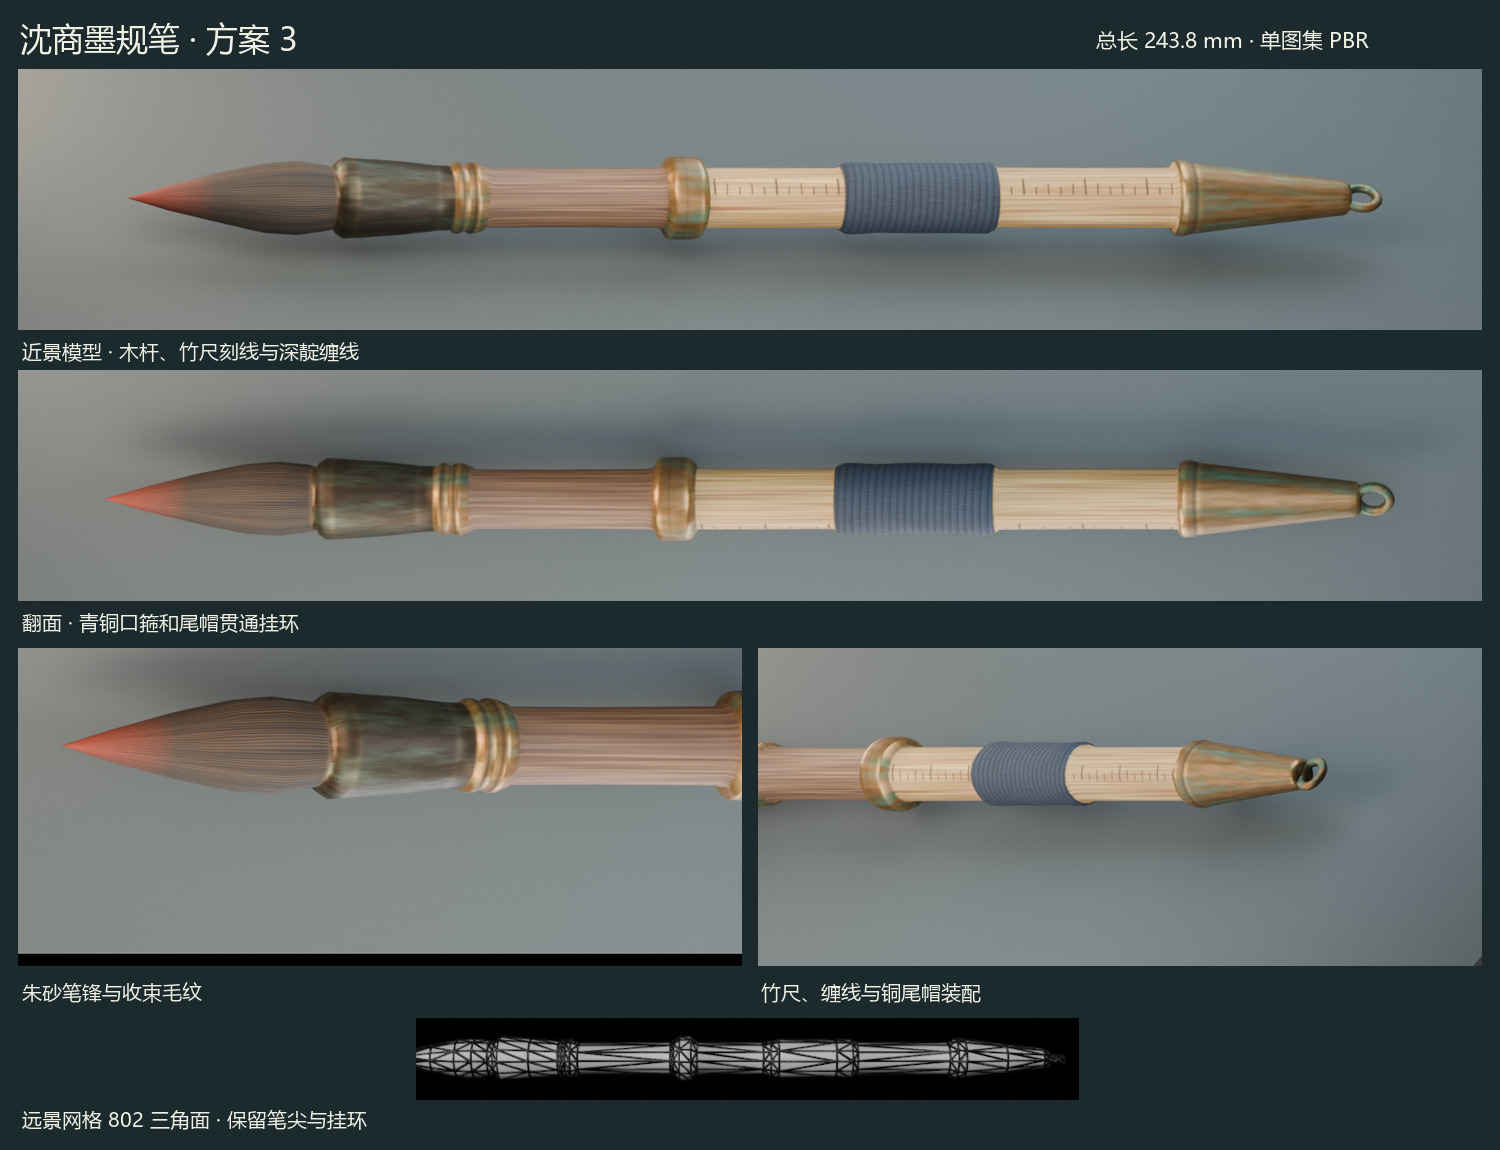 沈商墨规笔 · 方案 3
总长 243.8 mm · 单图集 PBR
近景模型 · 木杆、竹尺刻线与深靛缠线
翻面 · 青铜口箍和尾帽贯通挂环
朱砂笔锋与收束毛纹
竹尺、缠线与铜尾帽装配
远景网格 802 三角面 · 保留笔尖与挂环